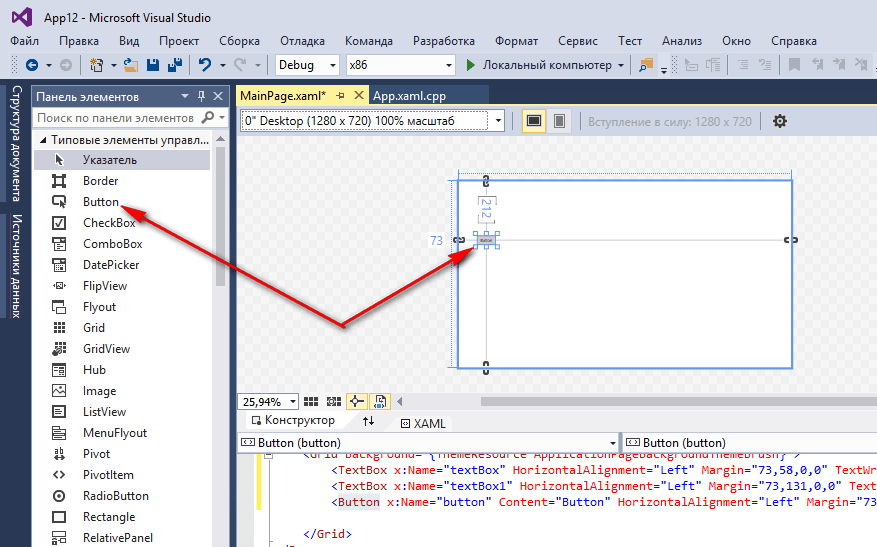 App12 - Microsoft Visual Studio
Файл Правка Вид Проект Сборка Отладка Команда Разработка Формат Сервис Тест Анализ Окно Справка
Debug x86 Локальный компьютер
Структура документа
Источники данных
Панель элементов
Поиск по панели элементов
Типовые элементы управл...
Указатель
Border
Button
CheckBox
ComboBox
DatePicker
FlipView
Flyout
Grid
GridView
Hub
Image
ListView
MenuFlyout
Pivot
PivotItem
RadioButton
Rectangle
RelativePanel
MainPage.xaml* App.xaml.cpp
0" Desktop (1280 x 720) 100% масштаб Вступление в силу: 1280 x 720
212
73
Button
25,94%
Конструктор XAML
Button (button) Button (button)
<Grid Background="{ThemeResource ApplicationPageBackgroundThemeBrush}">
<TextBox x:Name="textBox" HorizontalAlignment="Left" Margin="73,58,0,0" TextWr
<TextBox x:Name="textBox1" HorizontalAlignment="Left" Margin="73,131,0,0" Text
<Button x:Name="button" Content="Button" HorizontalAlignment="Left" Margin="73
</Grid>